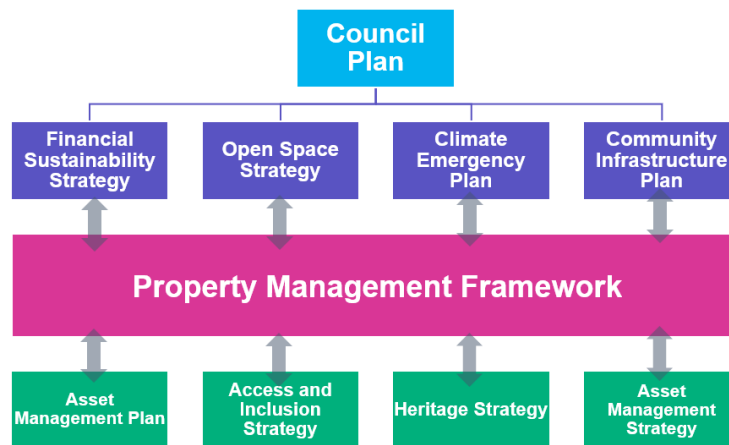 Council
Plan
Financial
Sustainability
Strategy
Open Space
Strategy
Climate
Emergency
Plan
Community
Infrastructure
Plan
Property Management Framework
Asset
Management Plan
Access and
Inclusion
Strategy
Heritage Strategy
Asset
Management
Strategy